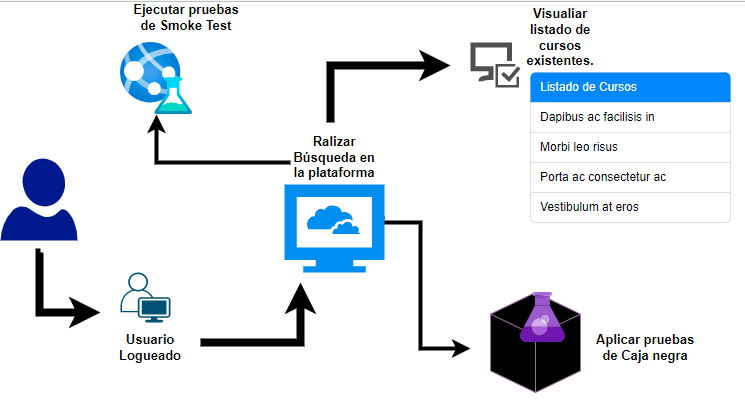 Ejecutar pruebas
de Smoke Test
Visualiar
listado de
cursos
existentes.
Listado de Cursos
Dapibus ac facilisis in
Morbi leo risus
Porta ac consectetur ac
Vestibulum at eros
Ralizar
Búsqueda en
la plataforma
Usuario
Logueado
Aplicar pruebas
de Caja negra